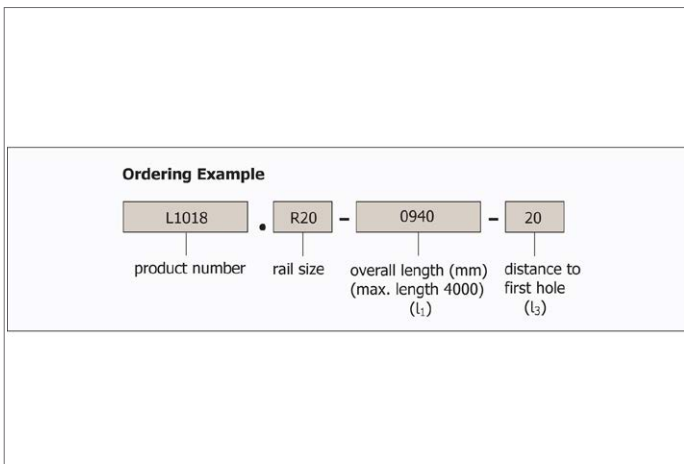 Ordering Example
L1018 . R20 – 0940 – 20
product number rail size overall length (mm) distance to
(max. length 4000) first hole
(l₁) (l₃)